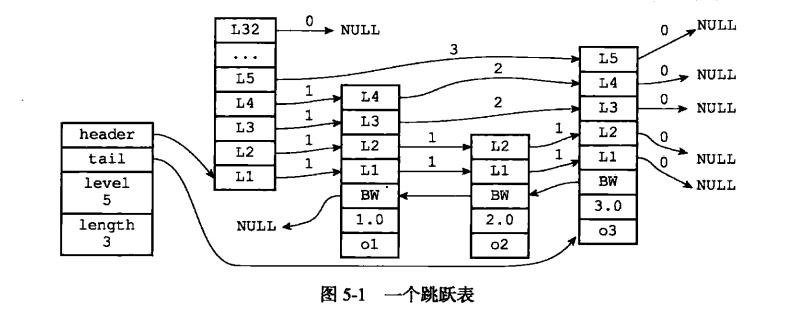 L32
0
NULL
...
L5
3
L4
1
L3
1
L2
1
L1
1
header
tail
level
5
length
3
L4
2
L3
2
L2
1
L1
1
BW
NULL
1.0
o1
L2
1
L1
1
BW
2.0
o2
L5
0
NULL
L4
0
NULL
L3
0
NULL
L2
0
NULL
L1
0
NULL
BW
3.0
o3
图 5-1 一个跳跃表